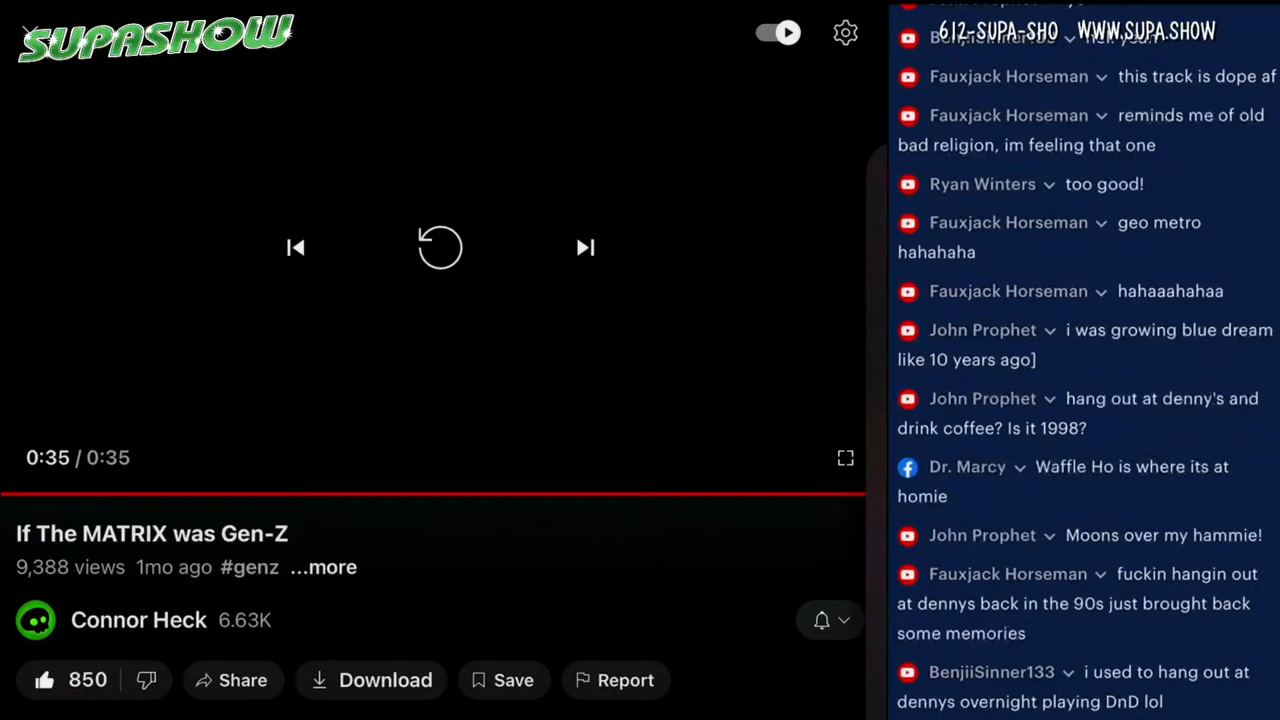 SUPASHOW
612-SUPA-SHO WWW.SUPA.SHOW
0:35 / 0:35
If The MATRIX was Gen-Z
9,388 views 1mo ago #genz ...more
Connor Heck 6.63K
850 Share Download Save Report
Fauxjack Horseman this track is dope af
Fauxjack Horseman reminds me of old
bad religion, im feeling that one
Ryan Winters too good!
Fauxjack Horseman geo metro
hahahaha
Fauxjack Horseman hahaaahahaa
John Prophet i was growing blue dream
like 10 years ago]
John Prophet hang out at denny's and
drink coffee? Is it 1998?
Dr. Marcy Waffle Ho is where its at
homie
John Prophet Moons over my hammie!
Fauxjack Horseman fuckin hangin out
at dennys back in the 90s just brought back
some memories
BenjiiSinner133 i used to hang out at
dennys overnight playing DnD lol